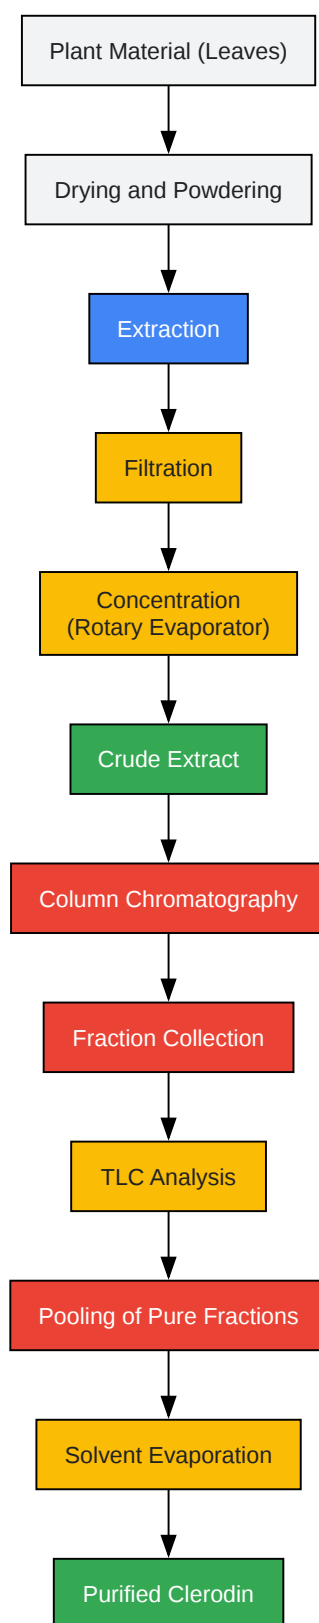 Plant Material (Leaves)
Drying and Powdering
Extraction
Filtration
Concentration
(Rotary Evaporator)
Crude Extract
Column Chromatography
Fraction Collection
TLC Analysis
Pooling of Pure Fractions
Solvent Evaporation
Purified Clerodin